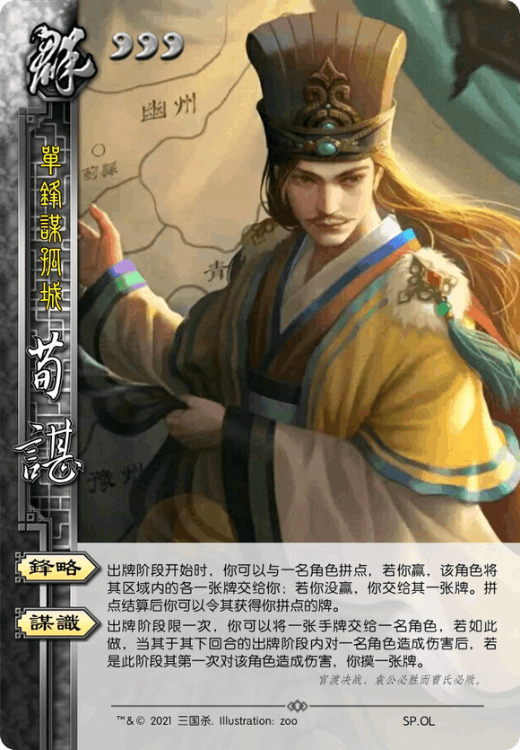 群
單鋒謀孤城
荀諶
幽州
薊縣
青
豫州
鋒略
出牌阶段开始时，你可以与一名角色拼点，若你赢，该角色将
其区域内的各一张牌交给你；若你没赢，你交给其一张牌。拼
点结算后你可以令其获得你拼点的牌。
謀識
出牌阶段限一次，你可以将一张手牌交给一名角色，若如此
做，当其于其下回合的出牌阶段内对一名角色造成伤害后，若
是此阶段其第一次对该角色造成伤害，你摸一张牌。
官渡决战，袁公必胜而曹氏必败。
™&© 2021 三国杀. Illustration: zoo
SP.OL